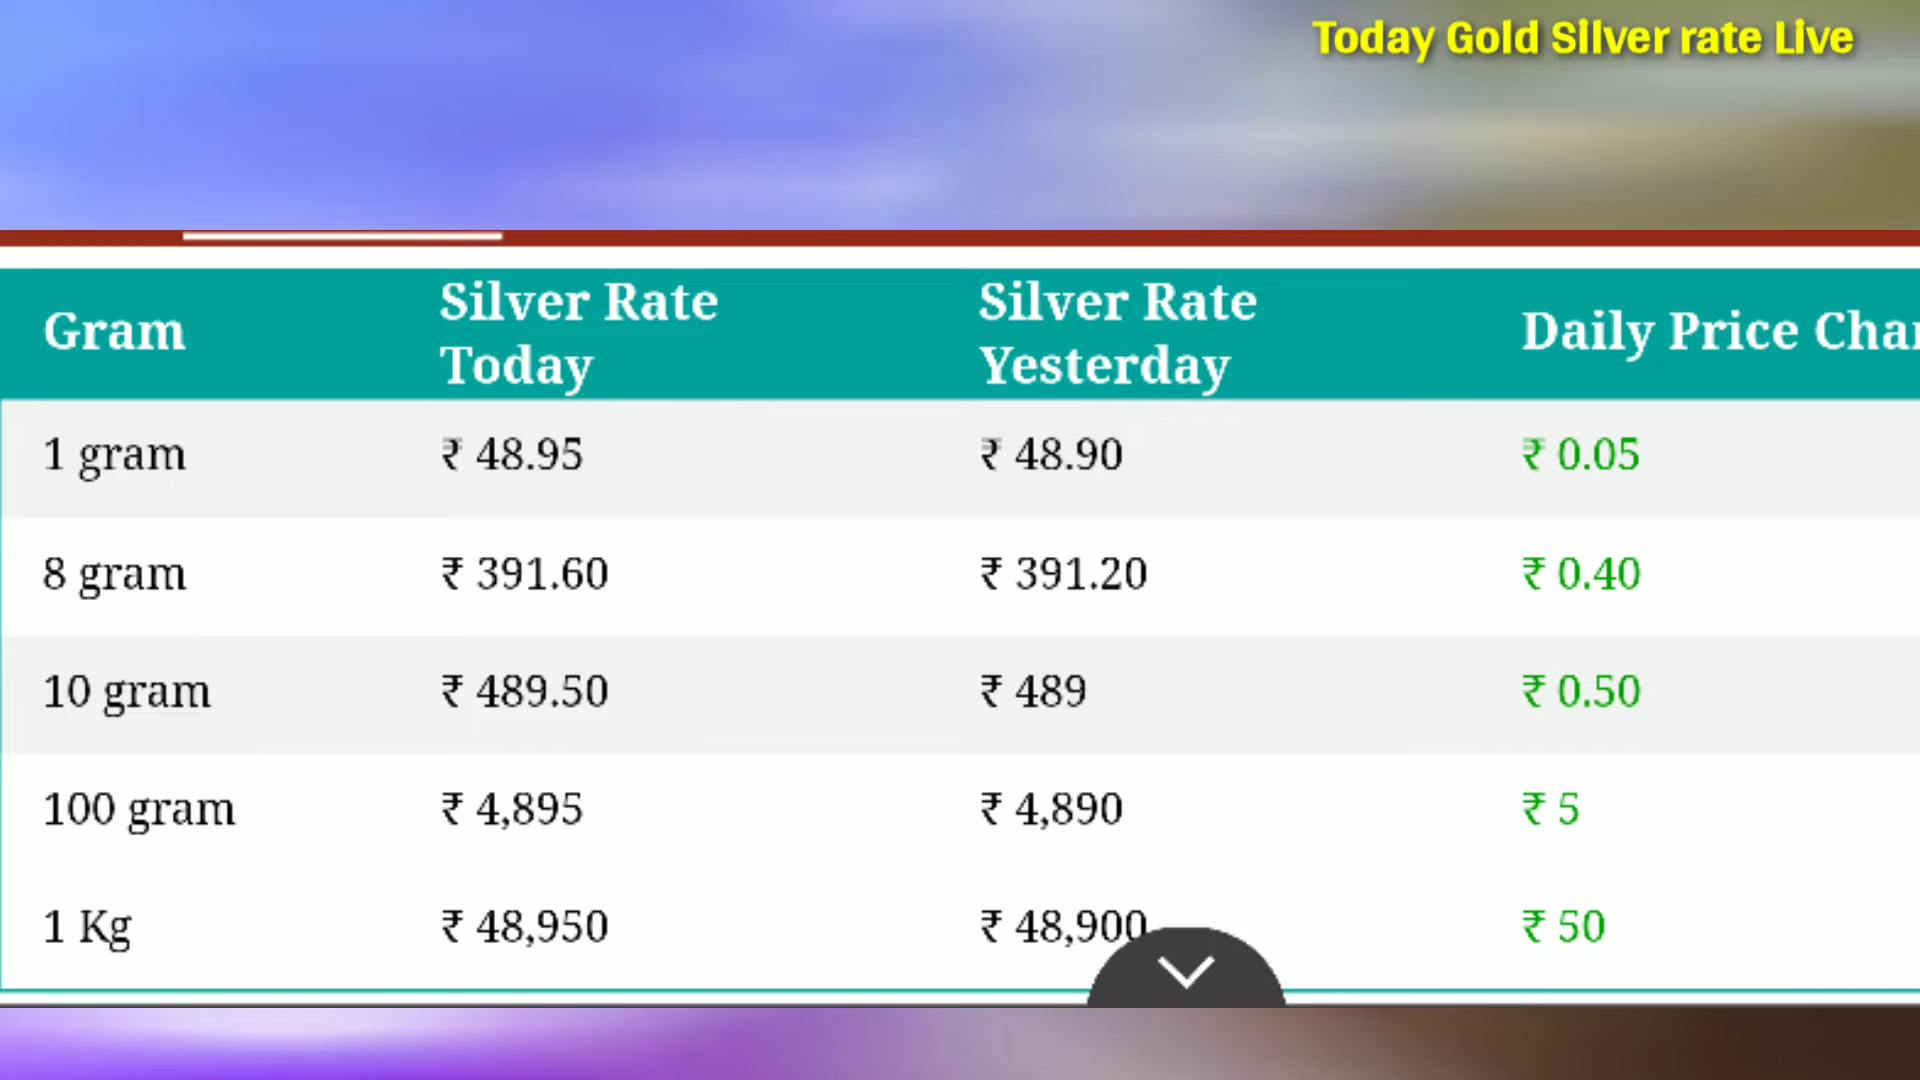 Today Gold Silver rate Live
Gram Silver Rate Today Silver Rate Yesterday Daily Price
1 gram ₹ 48.95 ₹ 48.90 ₹ 0.05
8 gram ₹ 391.60 ₹ 391.20 ₹ 0.40
10 gram ₹ 489.50 ₹ 489 ₹ 0.50
100 gram ₹ 4,895 ₹ 4,890 ₹ 5
1 Kg ₹ 48,950 ₹ 48,900 ₹ 50